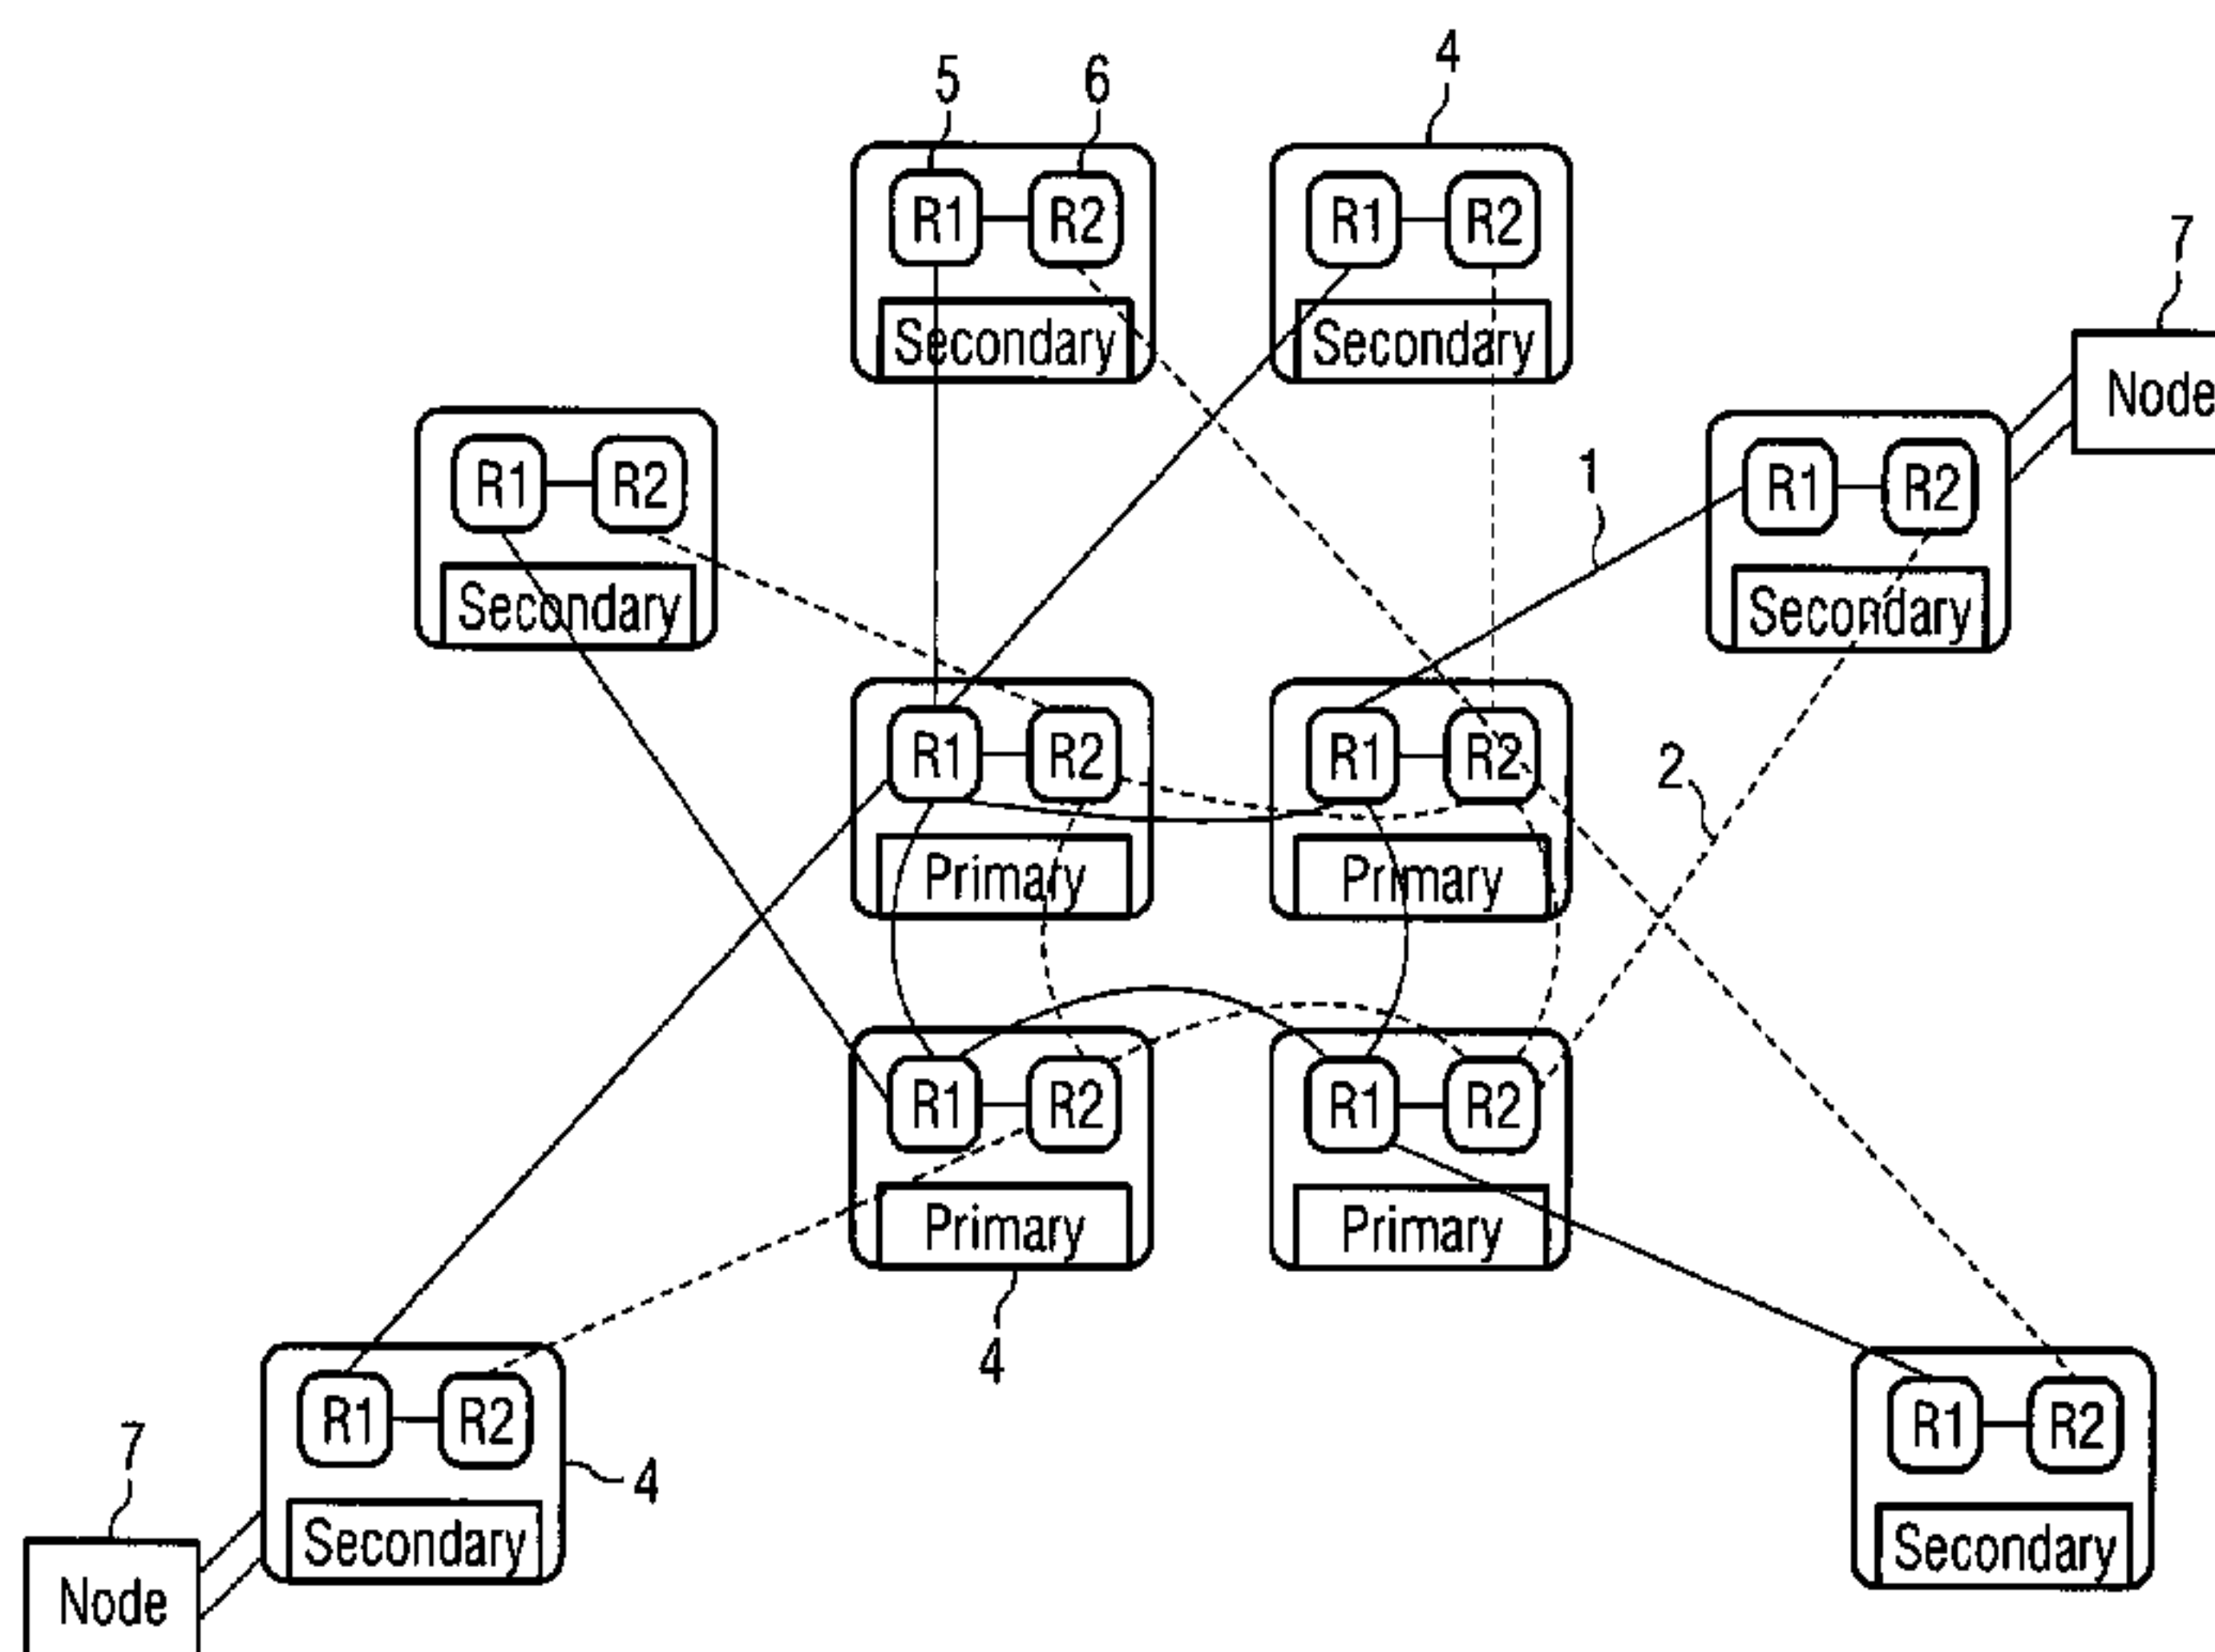 5 6 4
R1 R2 R1 R2
7
Secondary Secondary
Node
R1 R2 1 R1 R2
Secondary Secondary
R1 R2 R1 R2 2
Primary Primary
R1 R2 R1 R2
Primary Primary
4
R1 R2 R1 R2
7 4
Secondary Secondary
Node